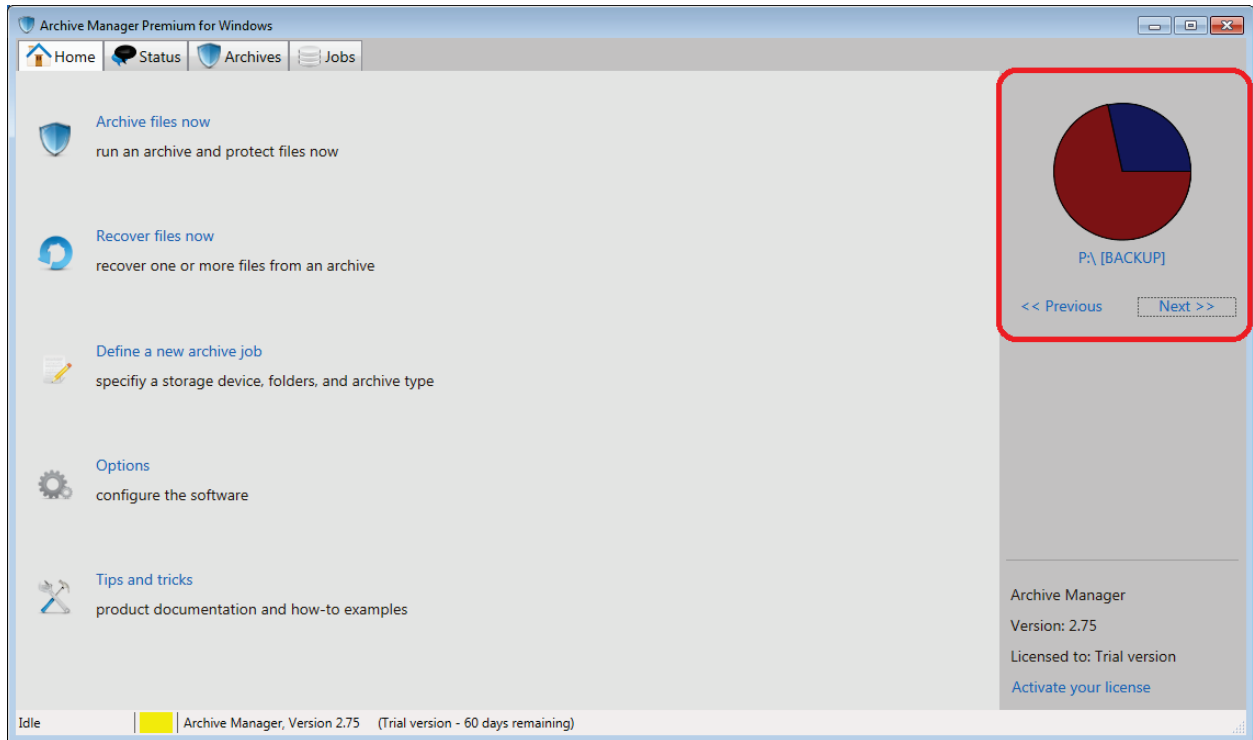 Archive Manager Premium for Windows
Home Status Archives Jobs
Archive files now
run an archive and protect files now
Recover files now
recover one or more files from an archive
Define a new archive job
specifiy a storage device, folders, and archive type
Options
configure the software
Tips and tricks
product documentation and how-to examples
P:\ [BACKUP]
<< Previous Next >>
Archive Manager
Version: 2.75
Licensed to: Trial version
Activate your license
Idle Archive Manager, Version 2.75 (Trial version - 60 days remaining)